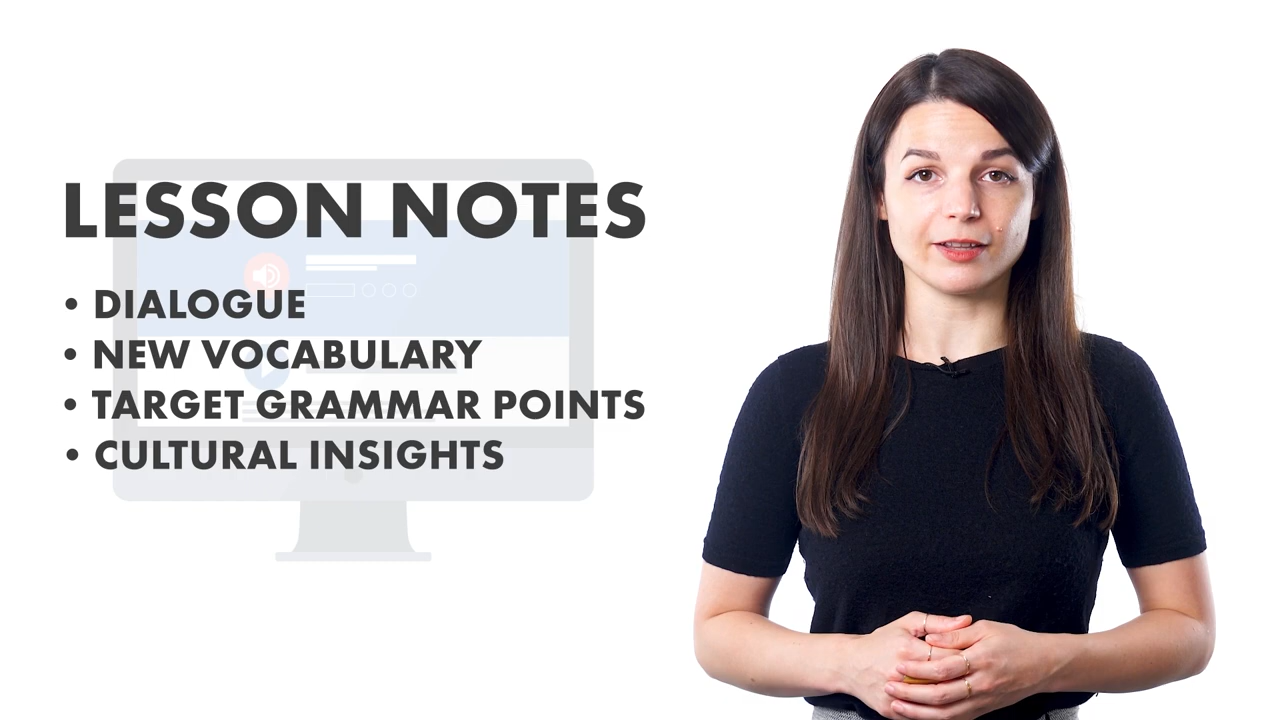 LESSON NOTES
• DIALOGUE
• NEW VOCABULARY
• TARGET GRAMMAR POINTS
• CULTURAL INSIGHTS